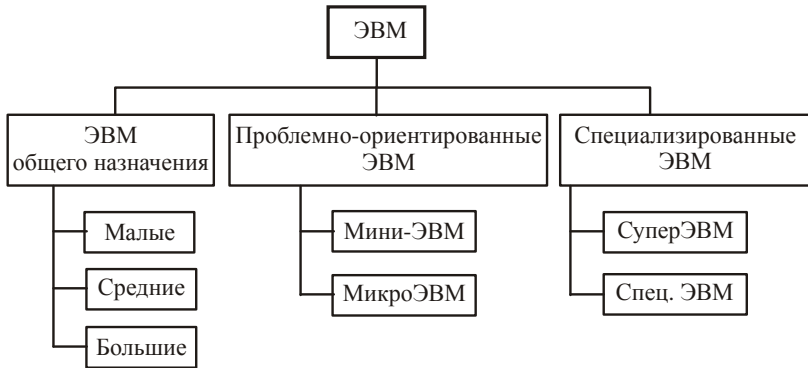 ЭВМ
ЭВМ
общего назначения
Проблемно-ориентированные
ЭВМ
Специализированные
ЭВМ
Малые
Средние
Большие
Мини-ЭВМ
МикроЭВМ
СуперЭВМ
Спец. ЭВМ